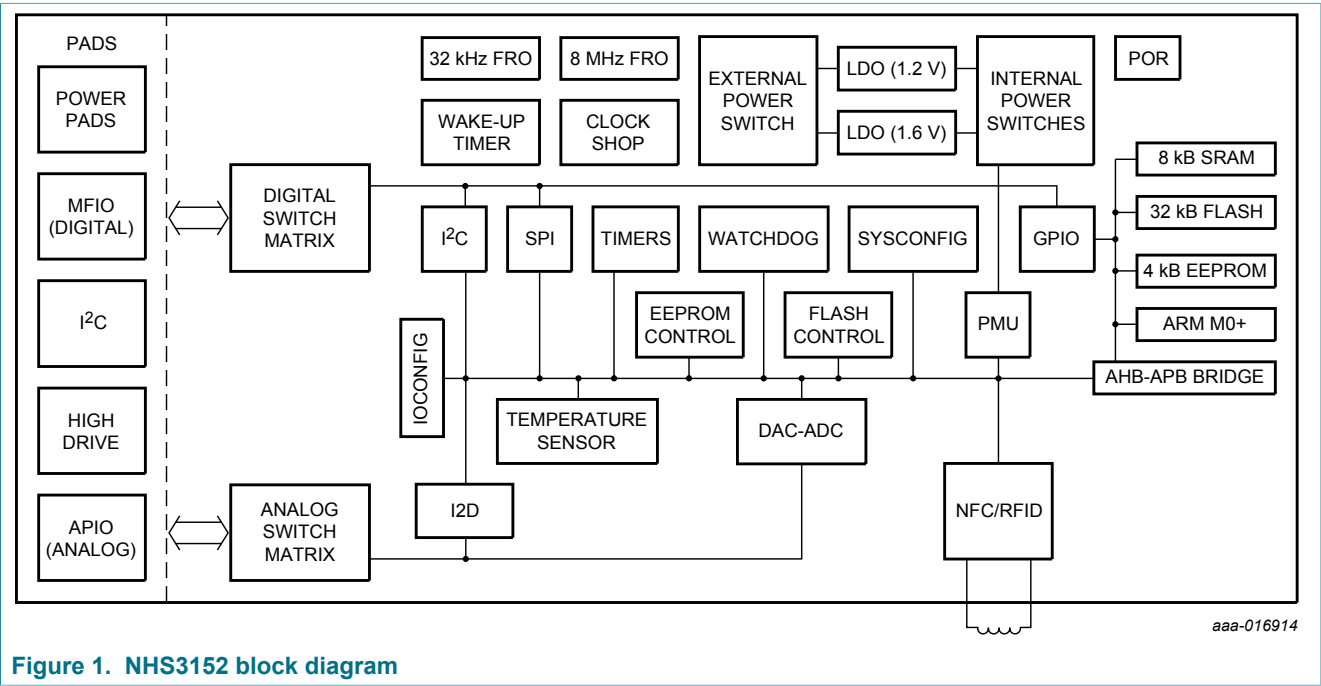 PADS
POWER
PADS
MFIO
(DIGITAL)
I²C
HIGH
DRIVE
APIO
(ANALOG)
32 kHz FRO
8 MHz FRO
WAKE-UP
TIMER
CLOCK
SHOP
EXTERNAL
POWER
SWITCH
LDO (1.2 V)
LDO (1.6 V)
INTERNAL
POWER
SWITCHES
POR
DIGITAL
SWITCH
MATRIX
I²C
SPI
TIMERS
WATCHDOG
SYSCONFIG
GPIO
8 kB SRAM
32 kB FLASH
4 kB EEPROM
ARM M0+
AHB-APB BRIDGE
IOCONFIG
EEPROM
CONTROL
FLASH
CONTROL
PMU
TEMPERATURE
SENSOR
DAC-ADC
ANALOG
SWITCH
MATRIX
I2D
NFC/RFID
aaa-016914
Figure 1. NHS3152 block diagram